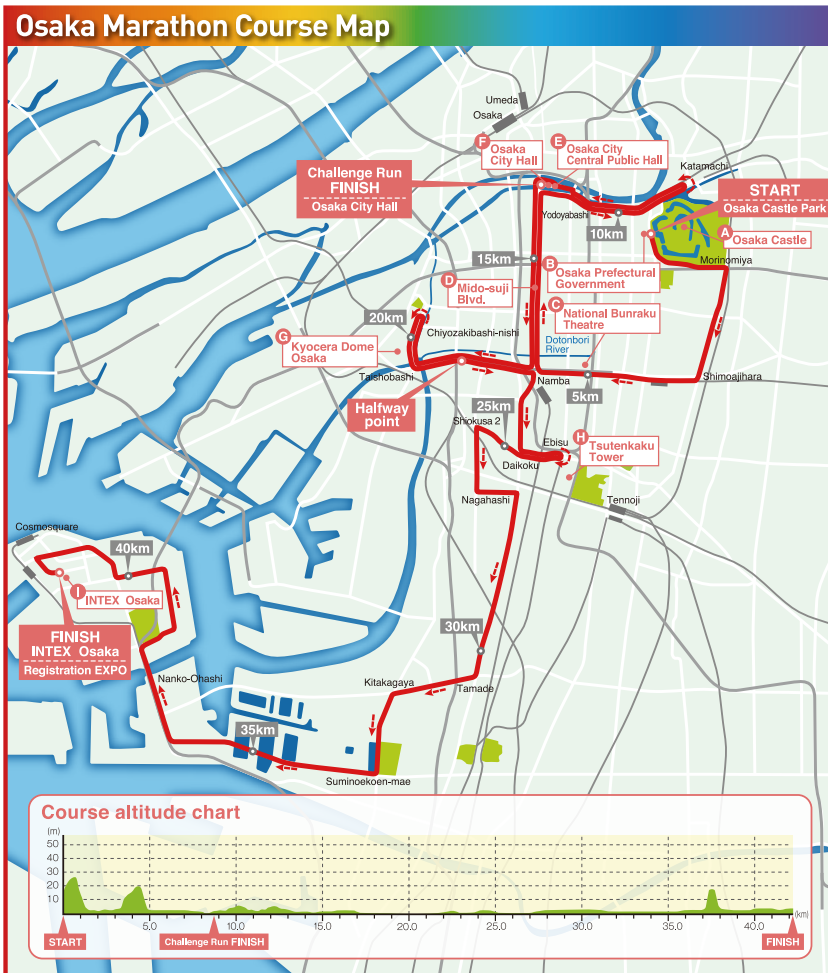 Osaka Marathon Course Map
Umeda
Osaka
F
Osaka
City Hall
E
Osaka City
Central Public Hall
Katamachi
Challenge Run
FINISH
Osaka City Hall
START
Osaka Castle Park
Yodoyabashi
10km
A
Osaka Castle
Morinomiya
15km
B
Osaka Prefectural
Government
D
Mido-suji
Blvd.
C
National Bunraku
Theatre
20km
Chiyozakibashi-nishi
G
Kyocera Dome
Osaka
Dotonbori
River
Taishobashi
Namba
Shimoajihara
5km
Halfway
point
25km
Shiokusa 2
Ebisu
H
Tsutenkaku
Tower
Daikoku
Nagahashi
Tennoji
Cosmosquare
40km
I
INTEX Osaka
FINISH
INTEX Osaka
Registration EXPO
30km
Nanko-Ohashi
Kitakagaya
Tamade
35km
Suminoekoen-mae
Course altitude chart
(m)
50
40
30
20
10
5.0
10.0
15.0
20.0
25.0
30.0
35.0
40.0
(km)
START
Challenge Run FINISH
FINISH